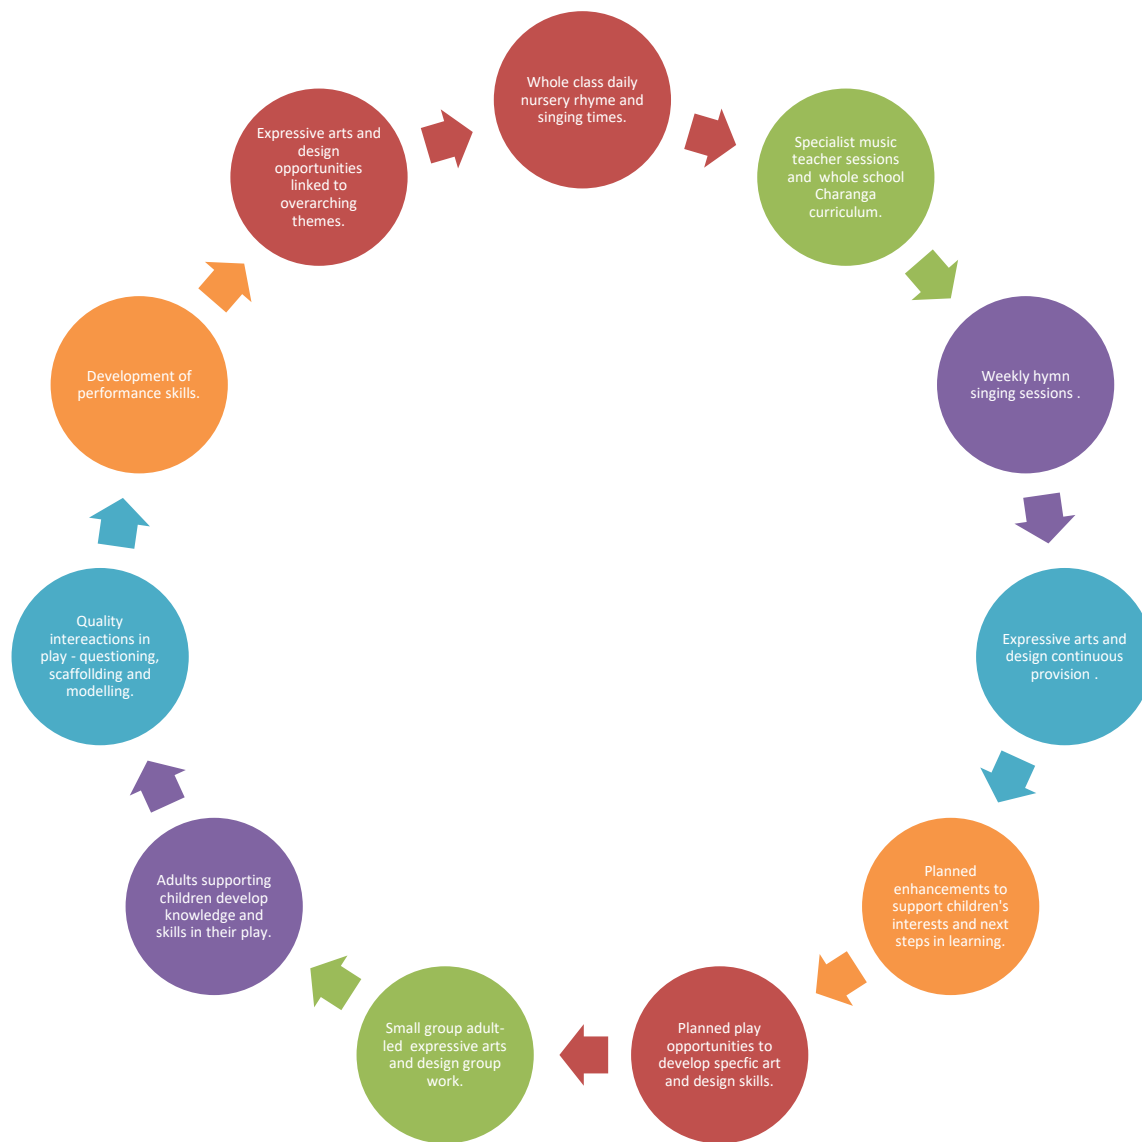 Whole class daily
nursery rhyme and
singing times.
Specialist music
teacher sessions
and whole school
Charanga
curriculum.
Weekly hymn
singing sessions .
Expressive arts and
design continuous
provision .
Planned
enhancements to
support children's
interests and next
steps in learning.
Planned play
opportunities to
develop specfic art
and design skills.
Small group adult-
led expressive arts
and design group
work.
Adults supporting
children develop
knowledge and
skills in their play.
Quality
intereactions in
play - questioning,
scaffollding and
modelling.
Development of
performance skills.
Expressive arts and
design
opportunities
linked to
overarching
themes.